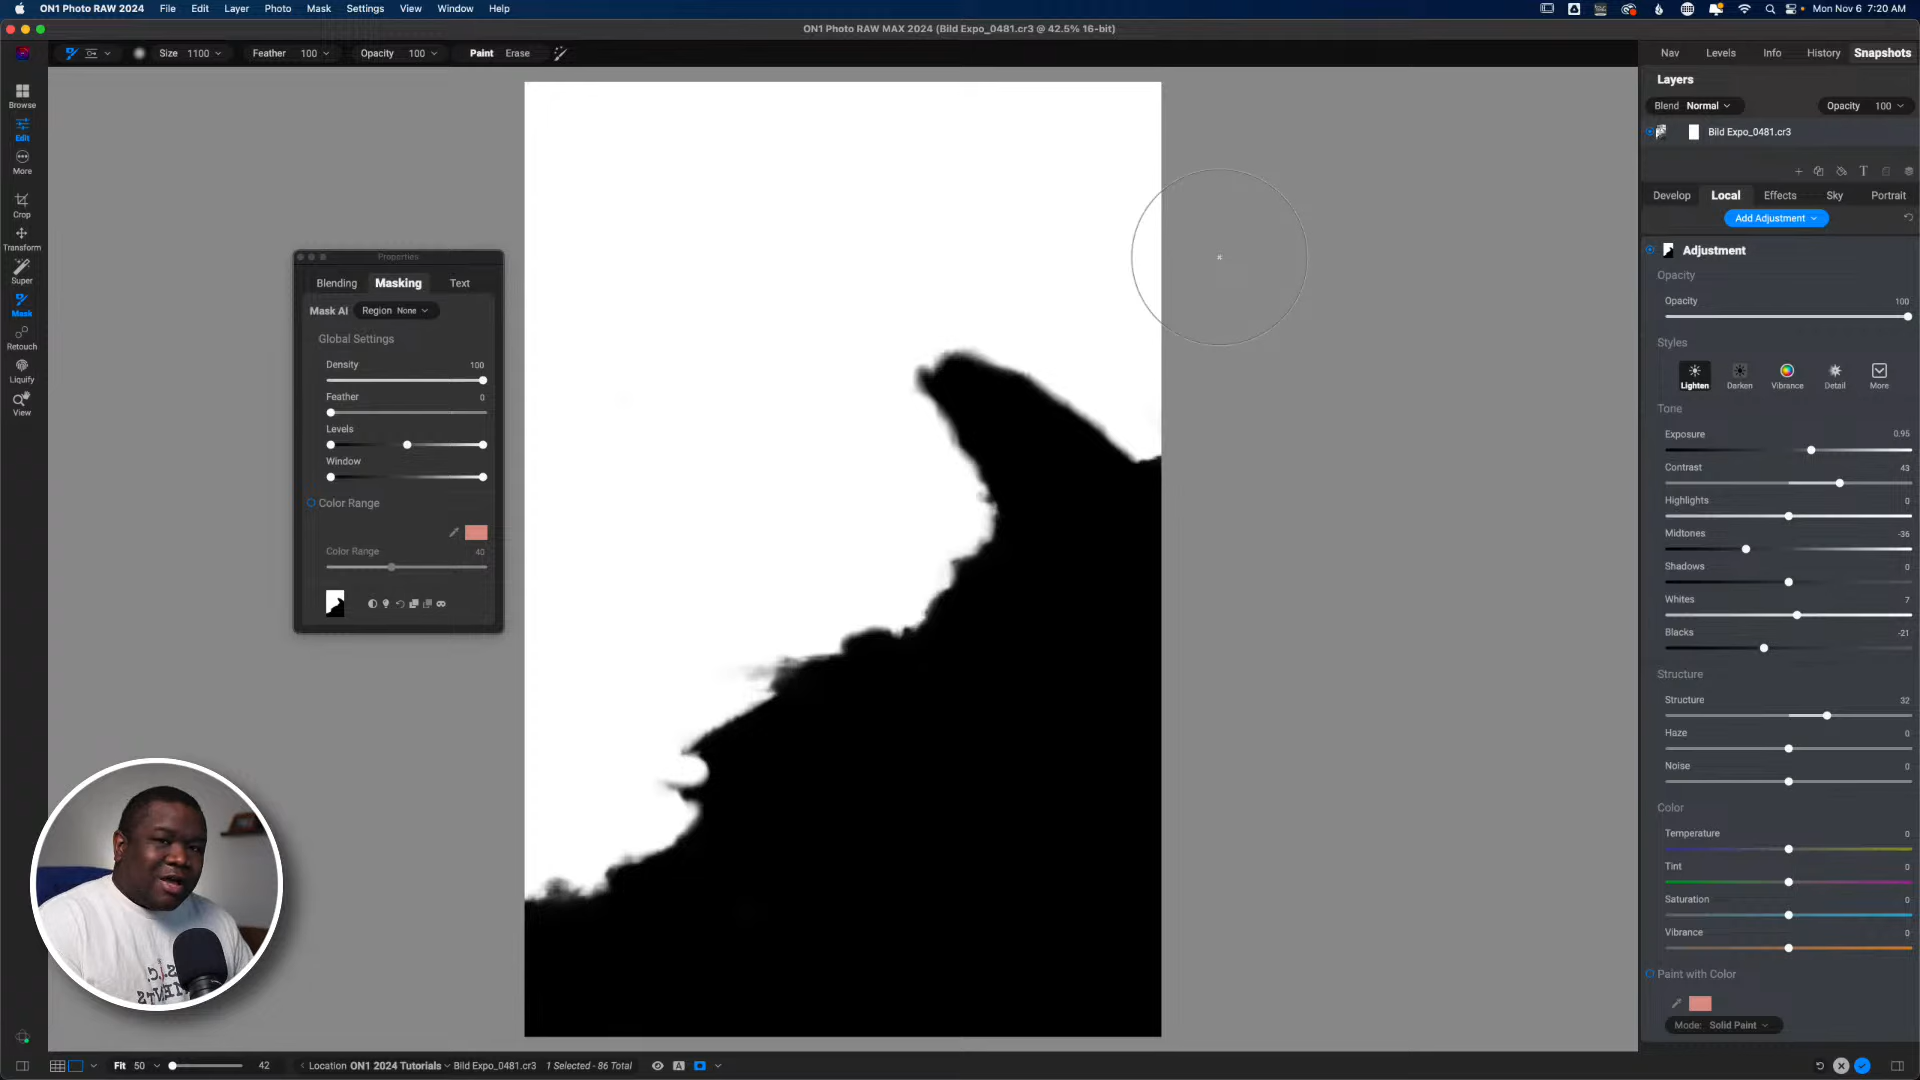 ON1 Photo RAW 2024 File Edit Layer Photo Mask Settings View Window Help Mon Nov 6 7:20 AM
ON1 Photo RAW MAX 2024 (Bild Expo_0481.cr3 @ 42.5% 16-bit)
Size 1100 Feather 100 Opacity 100 Paint Erase
Nav Levels Info History Snapshots
Layers
Blend Normal Opacity 100
Bild Expo_0481.cr3
T
Develop Local Effects Sky Portrait
Add Adjustment
Adjustment
Opacity
Opacity 100
Styles
Lighten Darken Vibrance Detail More
Tone
Exposure 0.95
Contrast 43
Highlights 0
Midtones -36
Shadows 0
Whites 7
Blacks -21
Structure
Structure 32
Haze 0
Noise 0
Color
Temperature 0
Tint 0
Saturation 0
Vibrance 0
Paint with Color
Mode: Solid Paint
Browse
Edit
More
Crop
Transform
Super
Mask
Retouch
Liquify
View
Properties
Blending Masking Text
Mask AI Region None
Global Settings
Density 100
Feather 0
Levels
Window
Color Range
Color Range 40
Fit 50 42 Location ON1 2024 Tutorials Bild Expo_0481.cr3 1 Selected - 86 Total A